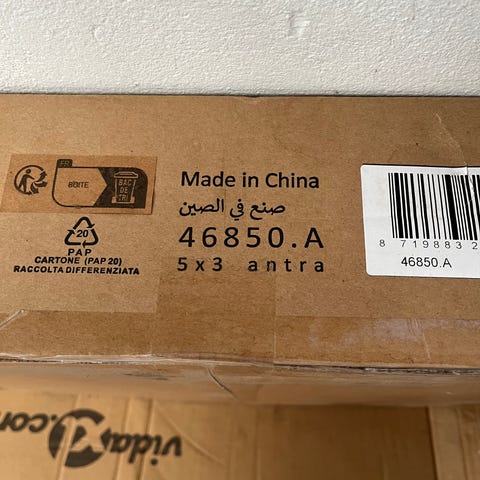 FR
BOITE
BAC
DE
TRI
20
PAP
CARTONE (PAP 20)
RACCOLTA DIFFERENZIATA
Made in China
صنع في الصين
46850.A
5x3 antra
8 719883 2
46850.A
vidaXL.com